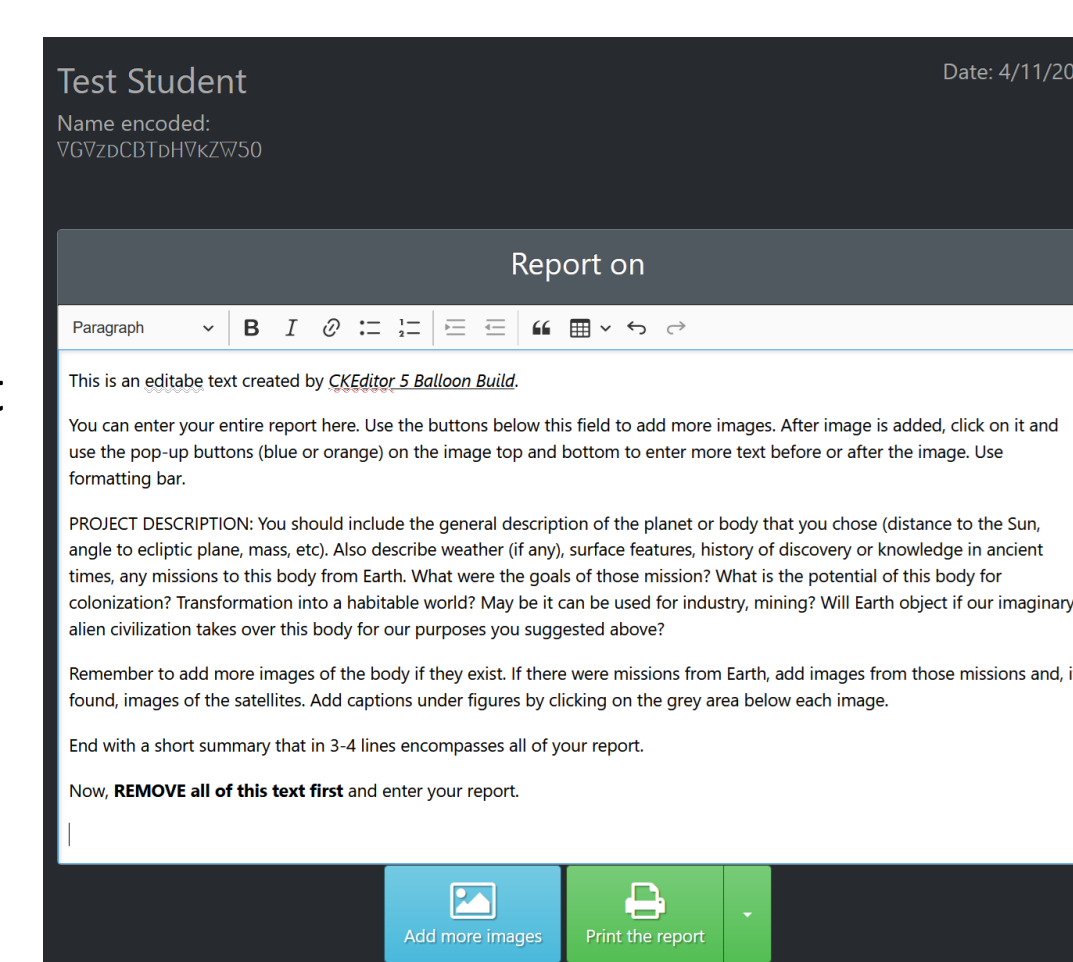 Test Student
Date: 4/11/20
Name encoded:
VGVzdCBTdHVkZW50
Report on
Paragraph
B I
This is an editabe text created by CKEditor 5 Balloon Build.
You can enter your entire report here. Use the buttons below this field to add more images. After image is added, click on it and
use the pop-up buttons (blue or orange) on the image top and bottom to enter more text before or after the image. Use
formatting bar.
PROJECT DESCRIPTION: You should include the general description of the planet or body that you chose (distance to the Sun,
angle to ecliptic plane, mass, etc). Also describe weather (if any), surface features, history of discovery or knowledge in ancient
times, any missions to this body from Earth. What were the goals of those mission? What is the potential of this body for
colonization? Transformation into a habitable world? May be it can be used for industry, mining? Will Earth object if our imaginary
alien civilization takes over this body for our purposes you suggested above?
Remember to add more images of the body if they exist. If there were missions from Earth, add images from those missions and, i
found, images of the satellites. Add captions under figures by clicking on the grey area below each image.
End with a short summary that in 3-4 lines encompasses all of your report.
Now, REMOVE all of this text first and enter your report.
Add more images
Print the report